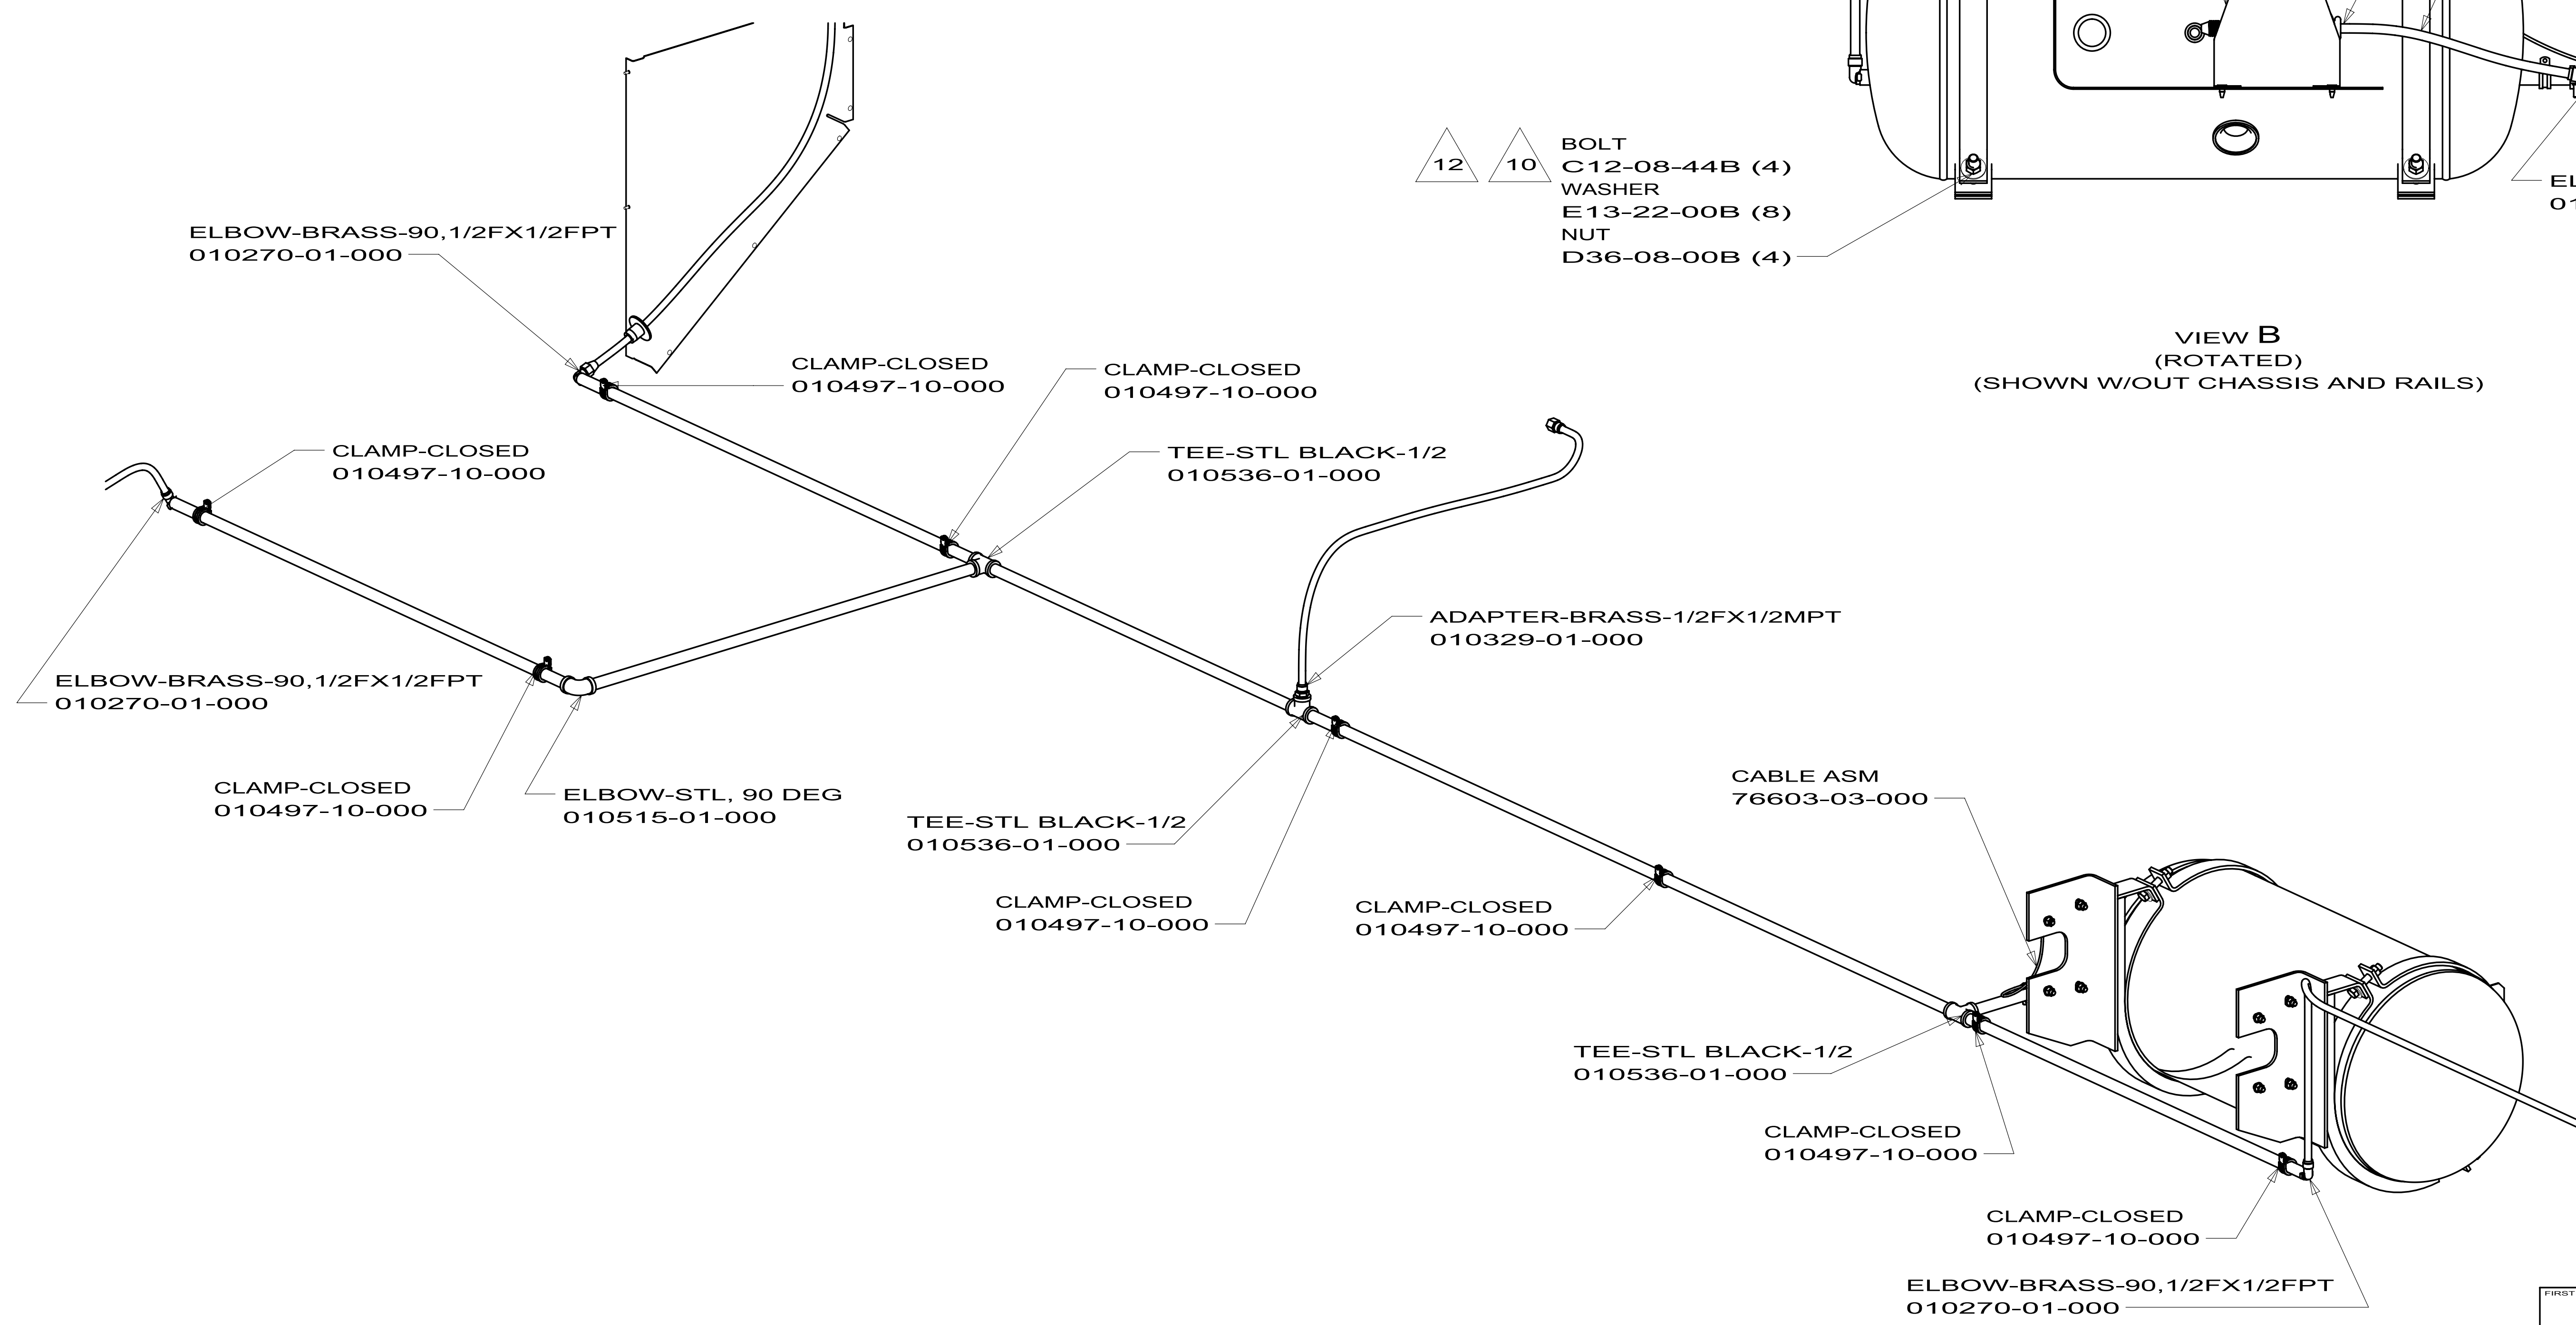 12
10
BOLT
C12-08-44B (4)
WASHER
E13-22-00B (8)
NUT
D36-08-00B (4)
VIEW B
(ROTATED)
(SHOWN W/OUT CHASSIS AND RAILS)
ELBOW-BRASS-90,1/2FX1/2FPT
010270-01-000
CLAMP-CLOSED
010497-10-000
CLAMP-CLOSED
010497-10-000
CLAMP-CLOSED
010497-10-000
TEE-STL BLACK-1/2
010536-01-000
ADAPTER-BRASS-1/2FX1/2MPT
010329-01-000
ELBOW-BRASS-90,1/2FX1/2FPT
010270-01-000
CLAMP-CLOSED
010497-10-000
ELBOW-STL, 90 DEG
010515-01-000
TEE-STL BLACK-1/2
010536-01-000
CLAMP-CLOSED
010497-10-000
CLAMP-CLOSED
010497-10-000
CABLE ASM
76603-03-000
TEE-STL BLACK-1/2
010536-01-000
CLAMP-CLOSED
010497-10-000
CLAMP-CLOSED
010497-10-000
ELBOW-BRASS-90,1/2FX1/2FPT
010270-01-000
FIRST